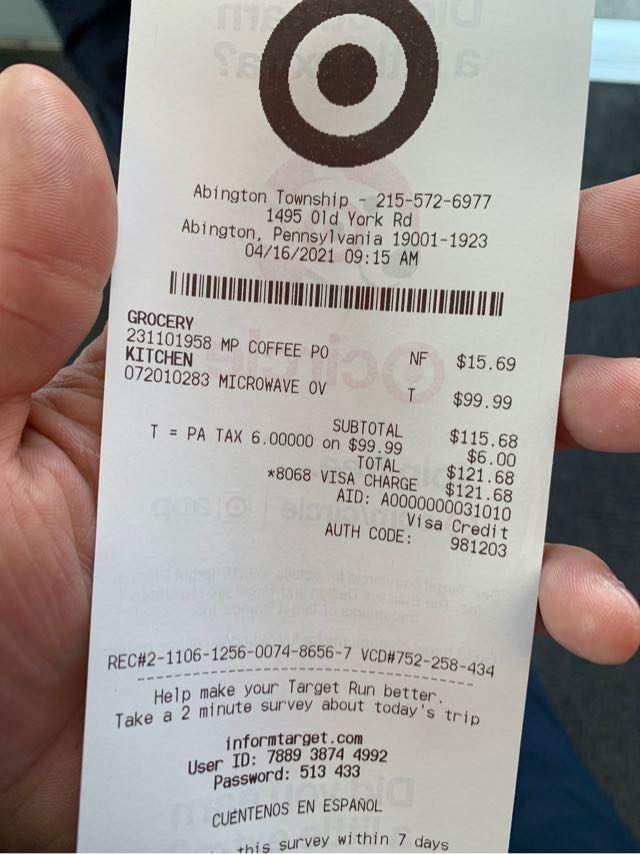 Abington Township - 215-572-6977
1495 Old York Rd
Abington, Pennsylvania 19001-1923
04/16/2021 09:15 AM
GROCERY
231101958 MP COFFEE PO NF $15.69
KITCHEN
072010283 MICROWAVE OV T $99.99
SUBTOTAL $115.68
T = PA TAX 6.00000 on $99.99 $6.00
TOTAL $121.68
*8068 VISA CHARGE $121.68
AID: A0000000031010
Visa Credit
AUTH CODE: 981203
REC#2-1106-1256-0074-8656-7 VCD#752-258-434
Help make your Target Run better.
Take a 2 minute survey about today's trip
informtarget.com
User ID: 7889 3874 4992
Password: 513 433
CUÉNTENOS EN ESPAÑOL
this survey within 7 days